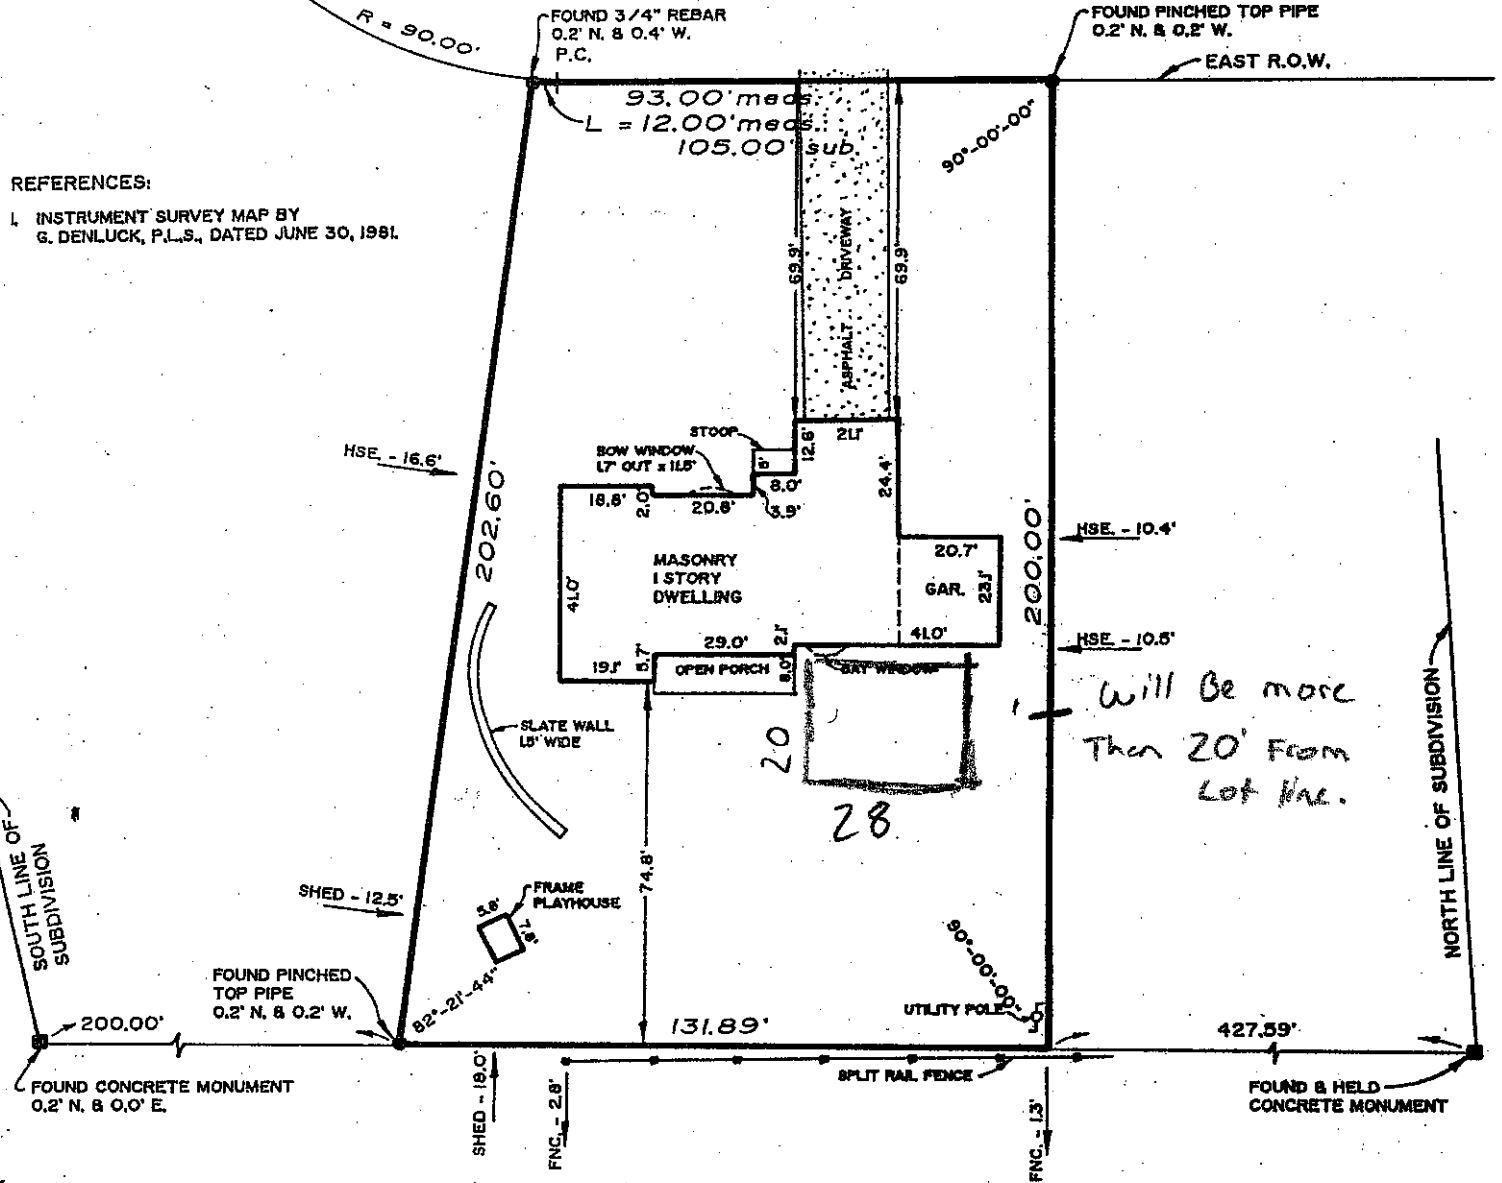 R = 90.00'
FOUND 3/4" REBAR
0.2' N. & 0.4' W.
P.C.
FOUND PINCHED TOP PIPE
0.2' N. & 0.2' W.
EAST R.O.W.
93.00' meas.
L = 12.00' meas.
105.00' sub.
90°-00'-00"
REFERENCES:
1. INSTRUMENT SURVEY MAP BY
G. DENLUCK, P.L.S., DATED JUNE 30, 1981.
69.9'
ASPHALT DRIVEWAY
69.9'
HSE. - 16.6'
202.60'
STOOP
BOW WINDOW
1.7' OUT x 11.5'
12.6'
21.1'
18.8'
2.0'
20.8'
8.0'
3.9'
24.4'
200.00'
HSE. - 10.4'
MASONRY
1 STORY
DWELLING
20.7'
GAR.
23.1'
41.0'
29.0'
2.1'
41.0'
HSE. - 10.5'
19.1'
5.7'
OPEN PORCH
8.0'
BAY WINDOW
SLATE WALL
1.5' WIDE
20
28
Will Be more
Then 20' From
Lot line.
NORTH LINE OF SUBDIVISION
SOUTH LINE OF
SUBDIVISION
74.8'
SHED - 12.5'
FRAME
PLAYHOUSE
5.8'
7.8'
FOUND PINCHED
TOP PIPE
0.2' N. & 0.2' W.
82°-21'-44"
90°-00'-00"
UTILITY POLE
200.00'
131.89'
427.59'
FOUND CONCRETE MONUMENT
0.2' N. & 0.0' E.
SHED - 18.0'
FNC. - 2.8'
SPLIT RAIL FENCE
FNC. - 1.3'
FOUND & HELD
CONCRETE MONUMENT